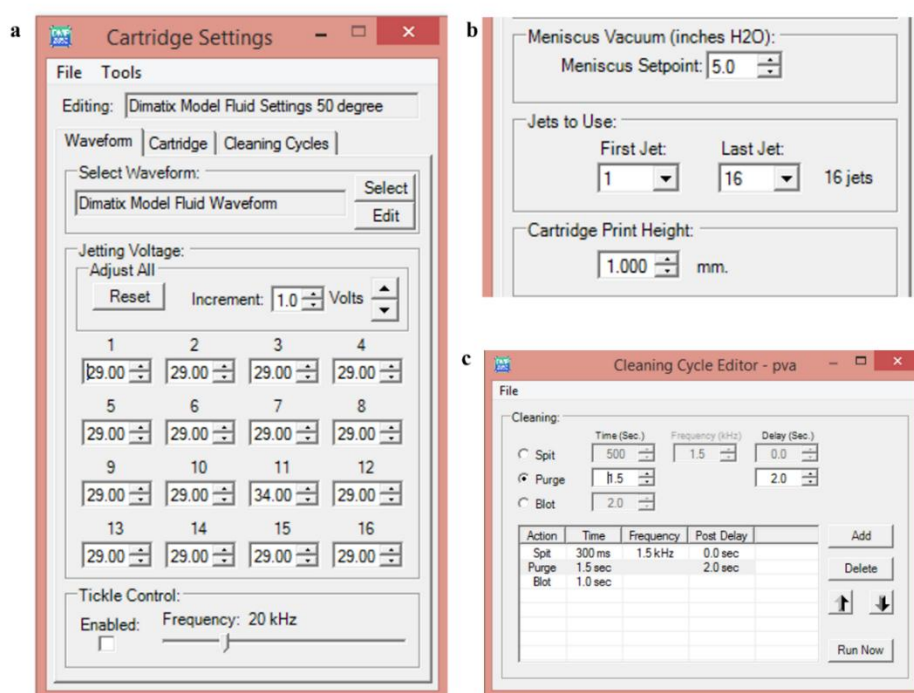 a
Cartridge Settings
File Tools
Editing: Dimatix Model Fluid Settings 50 degree
Waveform Cartridge Cleaning Cycles
Select Waveform:
Dimatix Model Fluid Waveform
Select
Edit
Jetting Voltage:
Adjust All
Reset Increment: 1.0 Volts
1 2 3 4
29.00 29.00 29.00 29.00
5 6 7 8
29.00 29.00 29.00 29.00
9 10 11 12
29.00 29.00 34.00 29.00
13 14 15 16
29.00 29.00 29.00 29.00
Tickle Control:
Enabled: Frequency: 20 kHz
b
Meniscus Vacuum (inches H2O):
Meniscus Setpoint: 5.0
Jets to Use:
First Jet: Last Jet:
1 16 16 jets
Cartridge Print Height:
1.000 mm.
c
Cleaning Cycle Editor - pva
File
Cleaning:
Time (Sec.) Frequency (kHz) Delay (Sec.)
Spit 500 1.5 0.0
Purge 1.5 2.0
Blot 2.0
Action Time Frequency Post Delay
Spit 300 ms 1.5 kHz 0.0 sec
Purge 1.5 sec 2.0 sec
Blot 1.0 sec
Add
Delete
Run Now